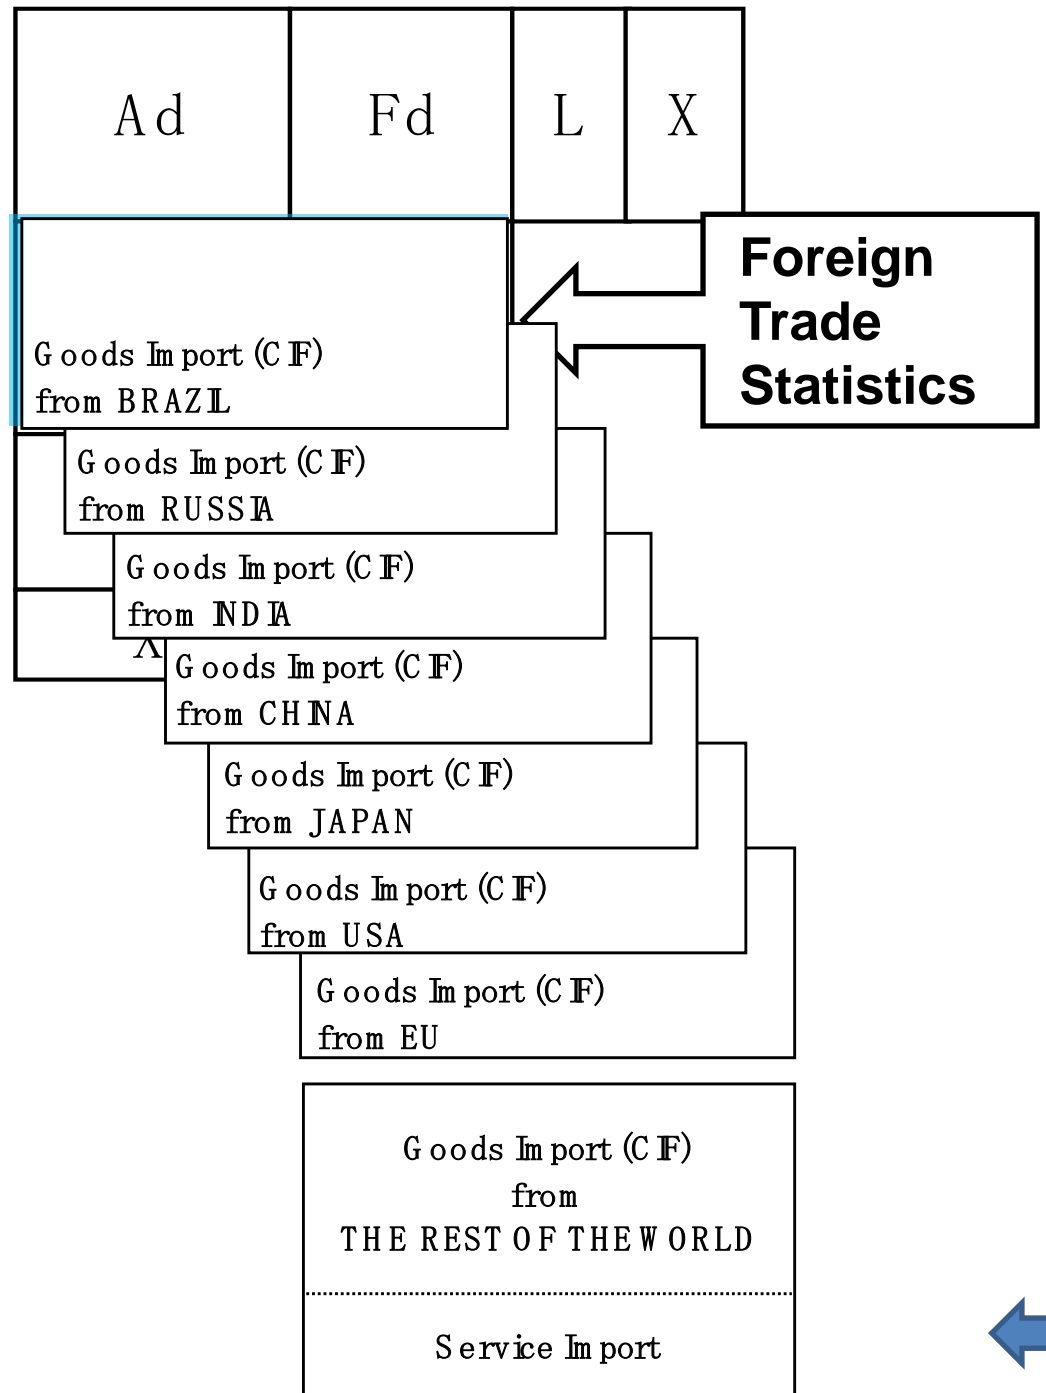 Ad Fd L X
Foreign
Trade
Statistics
Goods Import (CIF)
from BRAZIL
Goods Import (CIF)
from RUSSIA
Goods Import (CIF)
from INDIA
Goods Import (CIF)
from CHINA
Goods Import (CIF)
from JAPAN
Goods Import (CIF)
from USA
Goods Import (CIF)
from EU
Goods Import (CIF)
from
THE REST OF THE WORLD
Service Import